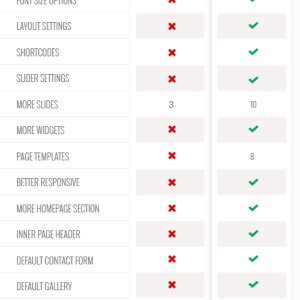 FONT SIZE OPTIONS
LAYOUT SETTINGS
SHORTCODES
SLIDER SETTINGS
MORE SLIDES 3 10
MORE WIDGETS
PAGE TEMPLATES 8
BETTER RESPONSIVE
MORE HOMEPAGE SECTION
INNER PAGE HEADER
DEFAULT CONTACT FORM
DEFAULT GALLERY